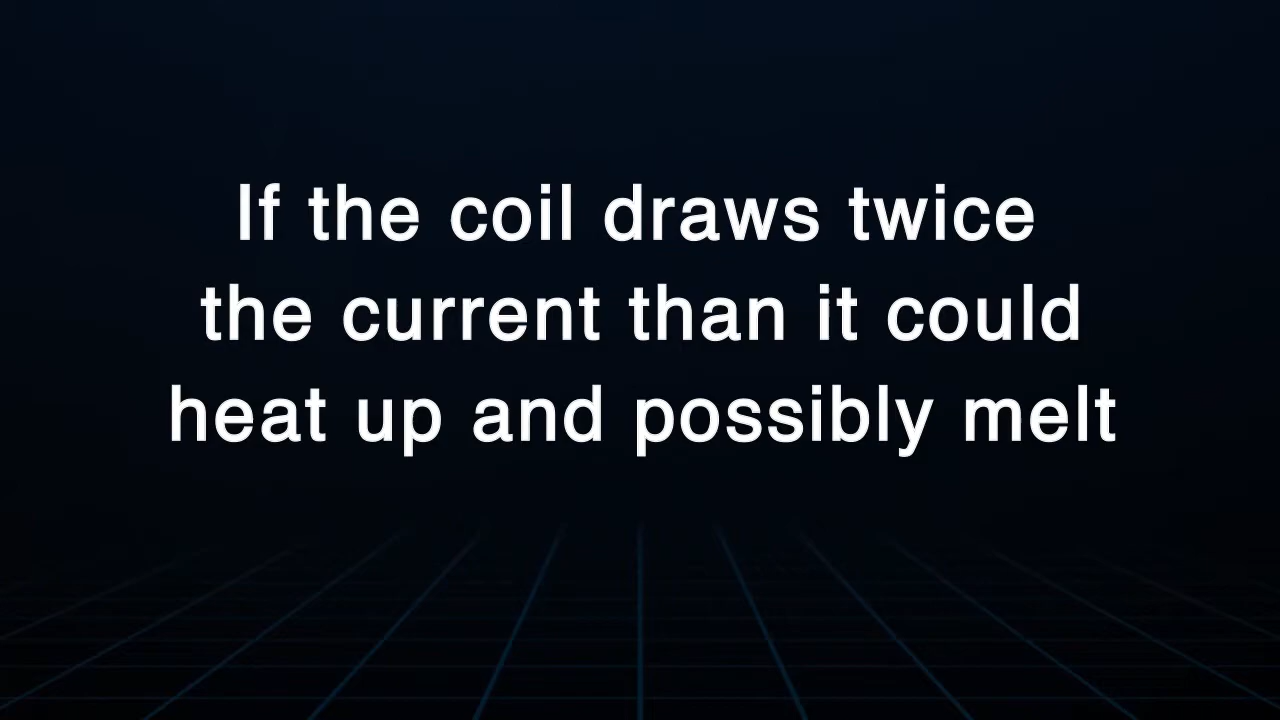 If the coil draws twice
the current than it could
heat up and possibly melt